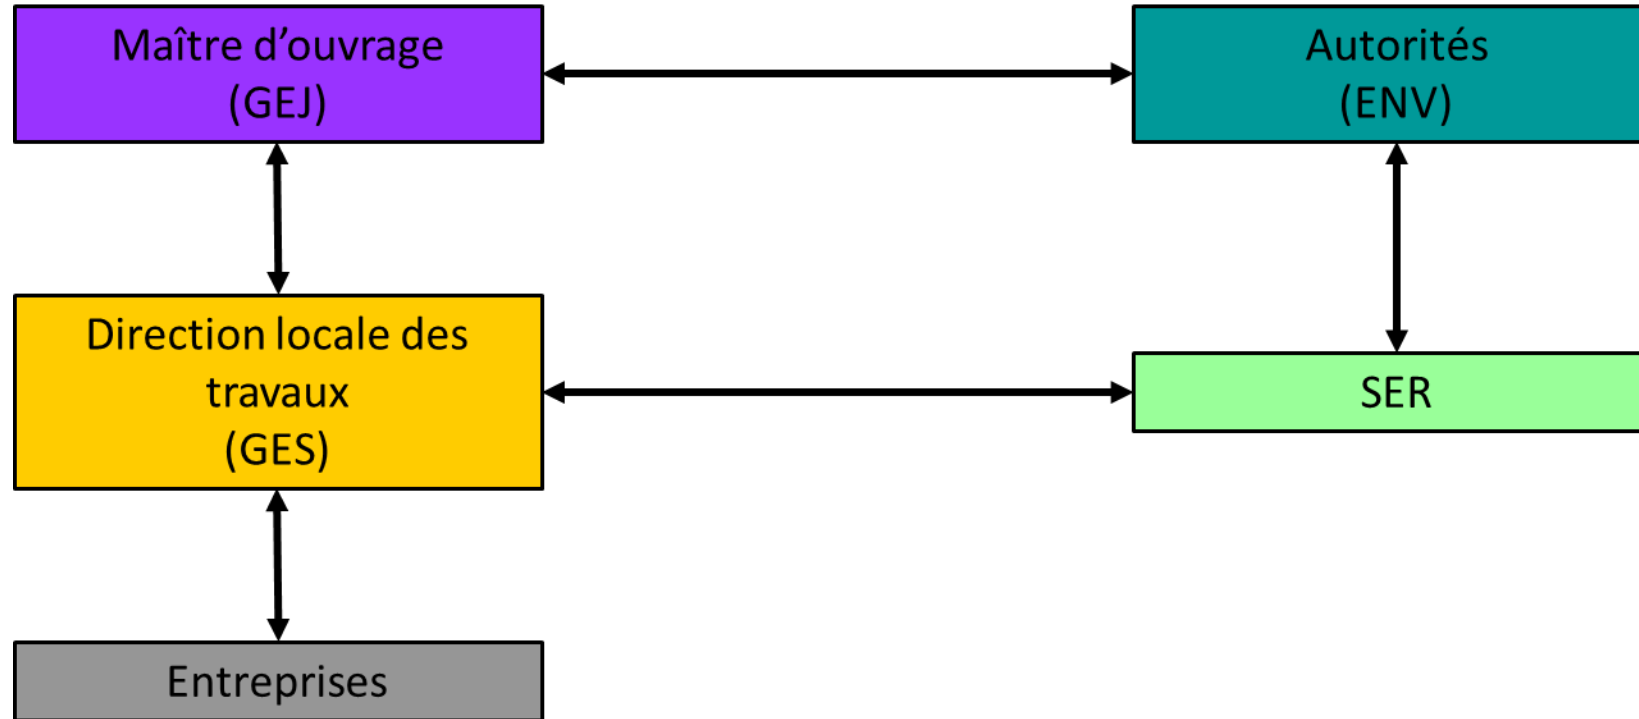 Maître d’ouvrage
(GEJ)
Autorités
(ENV)
Direction locale des
travaux
(GES)
SER
Entreprises